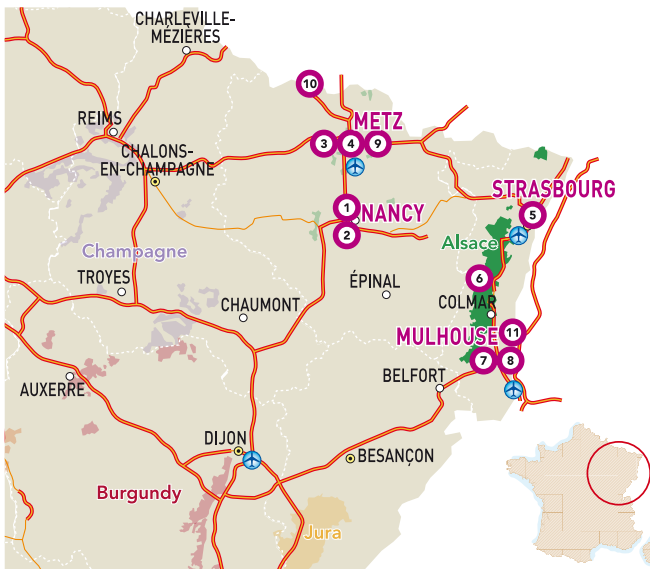 CHARLEVILLE-
MÉZIÈRES
10
REIMS
METZ
3
4
9
CHALONS-
EN-CHAMPAGNE
STRASBOURG
1
NANCY
5
2
Alsace
Champagne
TROYES
ÉPINAL
6
CHAUMONT
COLMAR
MULHOUSE
11
7
8
BELFORT
AUXERRE
DIJON
BESANÇON
Burgundy
Jura